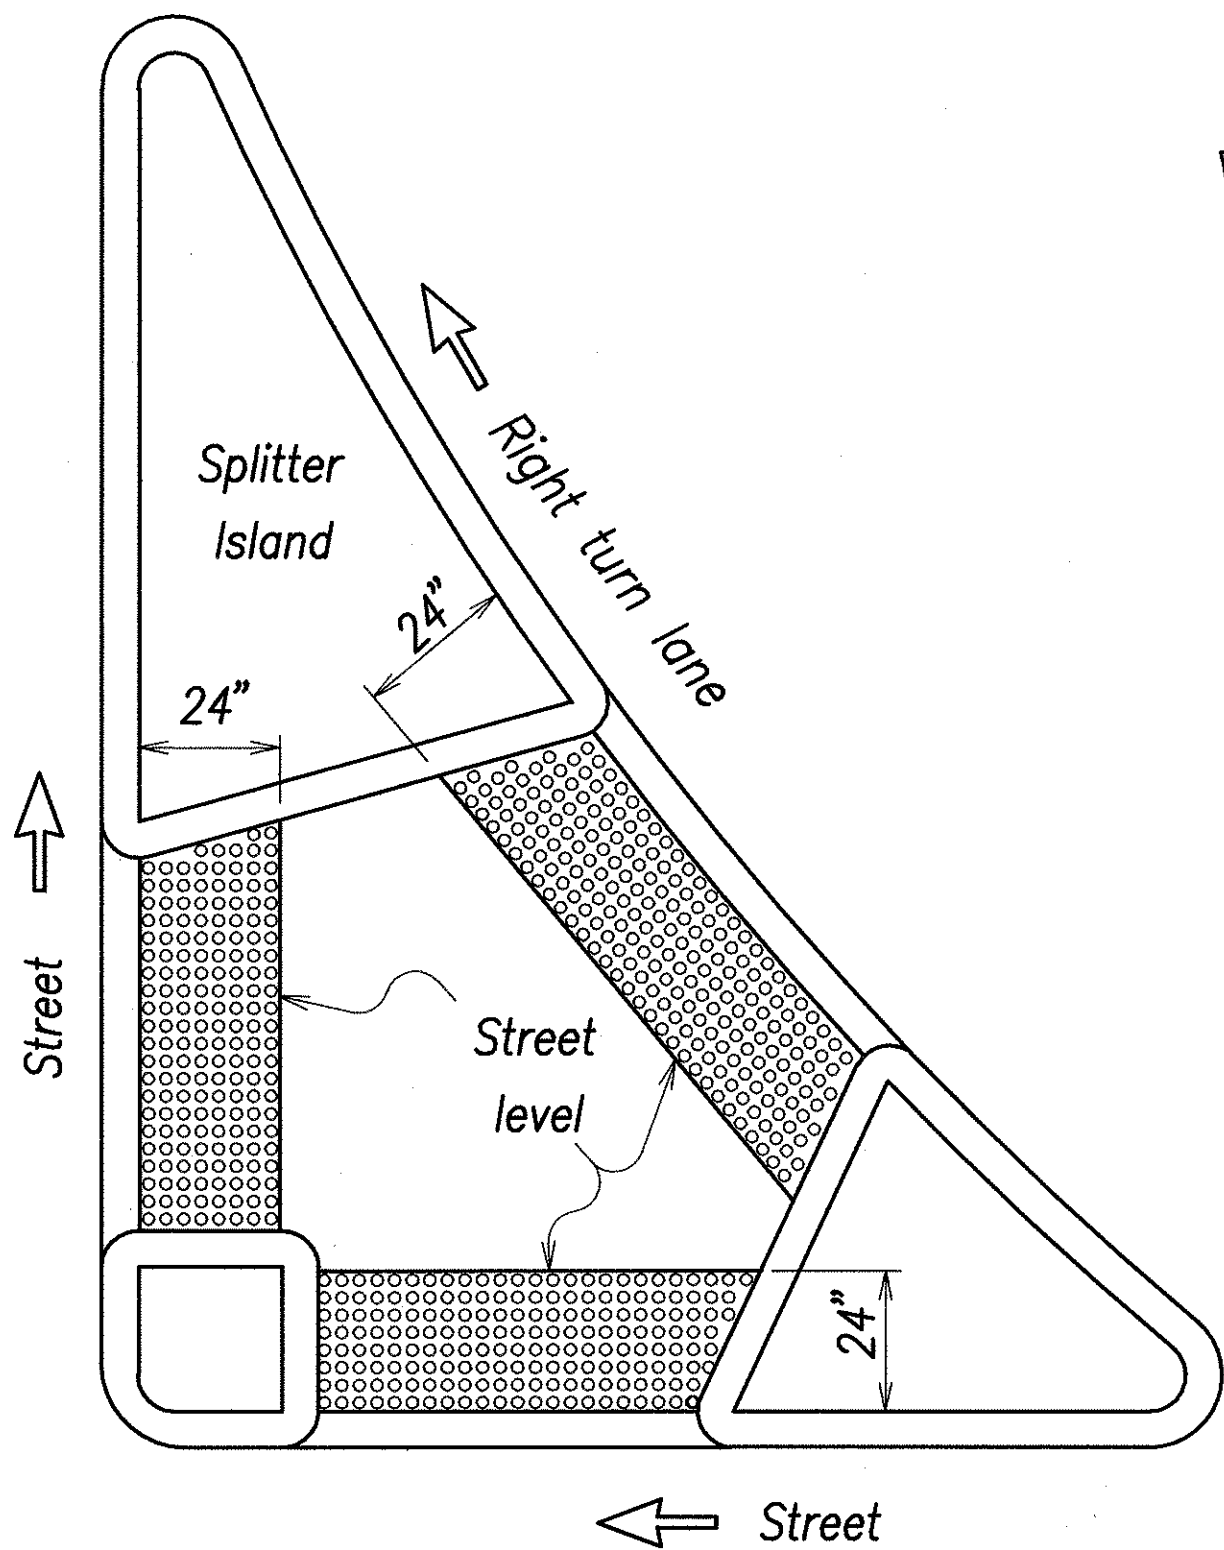 Splitter
Island
Right turn lane
24”
24”
Street
Street
level
24”
Street